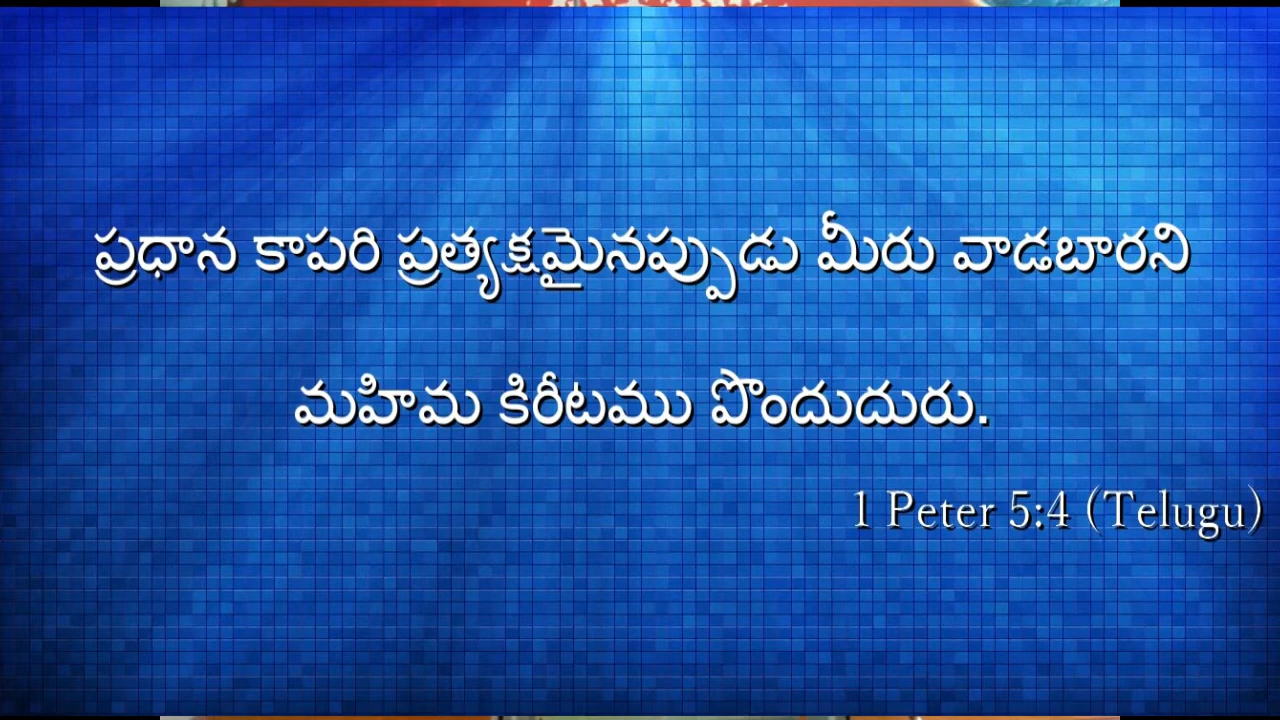 ప్రధాన కాపరి ప్రత్యక్షమైనప్పుడు మీరు వాడబారని
మహిమ కిరీటము పొందుదురు.
1 Peter 5:4 (Telugu)